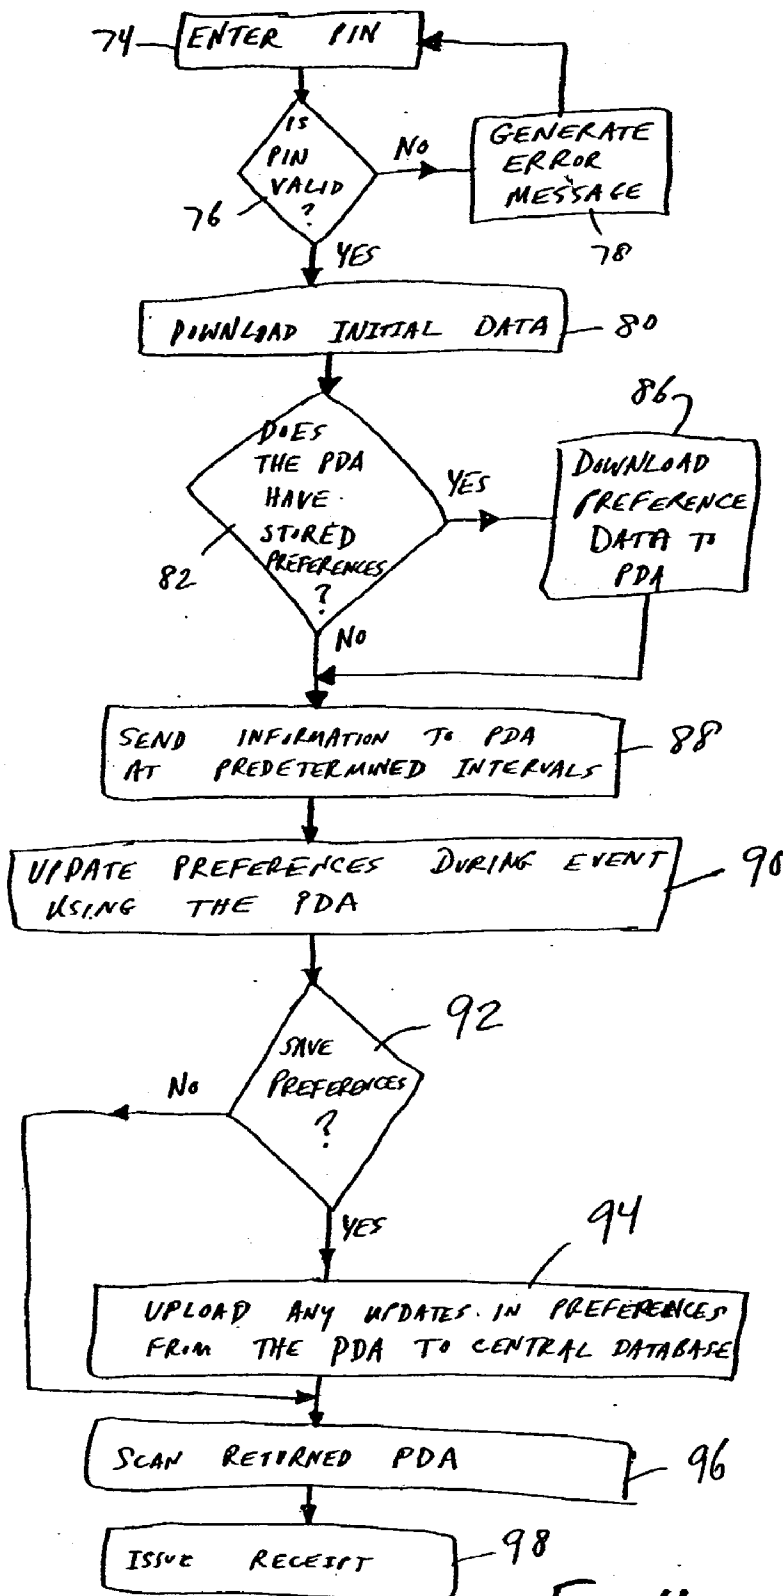 74
ENTER PIN
IS
PIN
VALID
?
76
NO
GENERATE
ERROR
MESSAGE
78
YES
DOWNLOAD INITIAL DATA
80
DOES
THE PDA
HAVE
STORED
PREFERENCES
?
82
YES
86
DOWNLOAD
PREFERENCE
DATA TO
PDA
NO
SEND INFORMATION TO PDA
AT PREDETERMINED INTERVALS
88
UPDATE PREFERENCES DURING EVENT
USING THE PDA
90
92
SAVE
PREFERENCES
?
NO
YES
94
UPLOAD ANY UPDATES IN PREFERENCES
FROM THE PDA TO CENTRAL DATABASE
SCAN RETURNED PDA
96
ISSUE RECEIPT
98